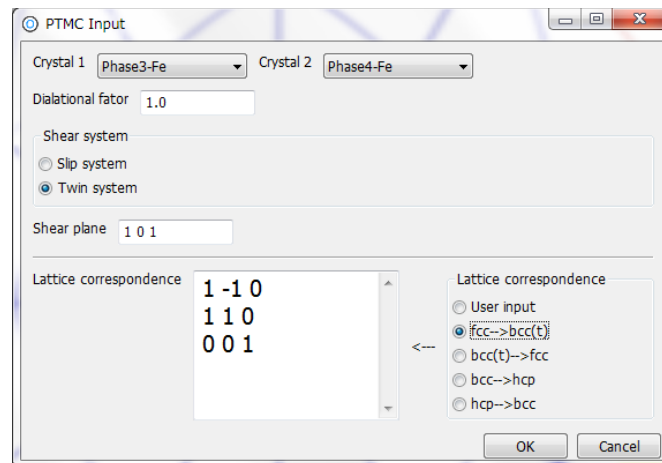 PTMC Input
Crystal 1 Phase3-Fe Crystal 2 Phase4-Fe
Dialational fator 1.0
Shear system
Slip system
Twin system
Shear plane 1 0 1
Lattice correspondence
1 -1 0
1 1 0
0 0 1
<---
Lattice correspondence
User input
fcc-->bcc(t)
bcc(t)-->fcc
bcc-->hcp
hcp-->bcc
OK Cancel